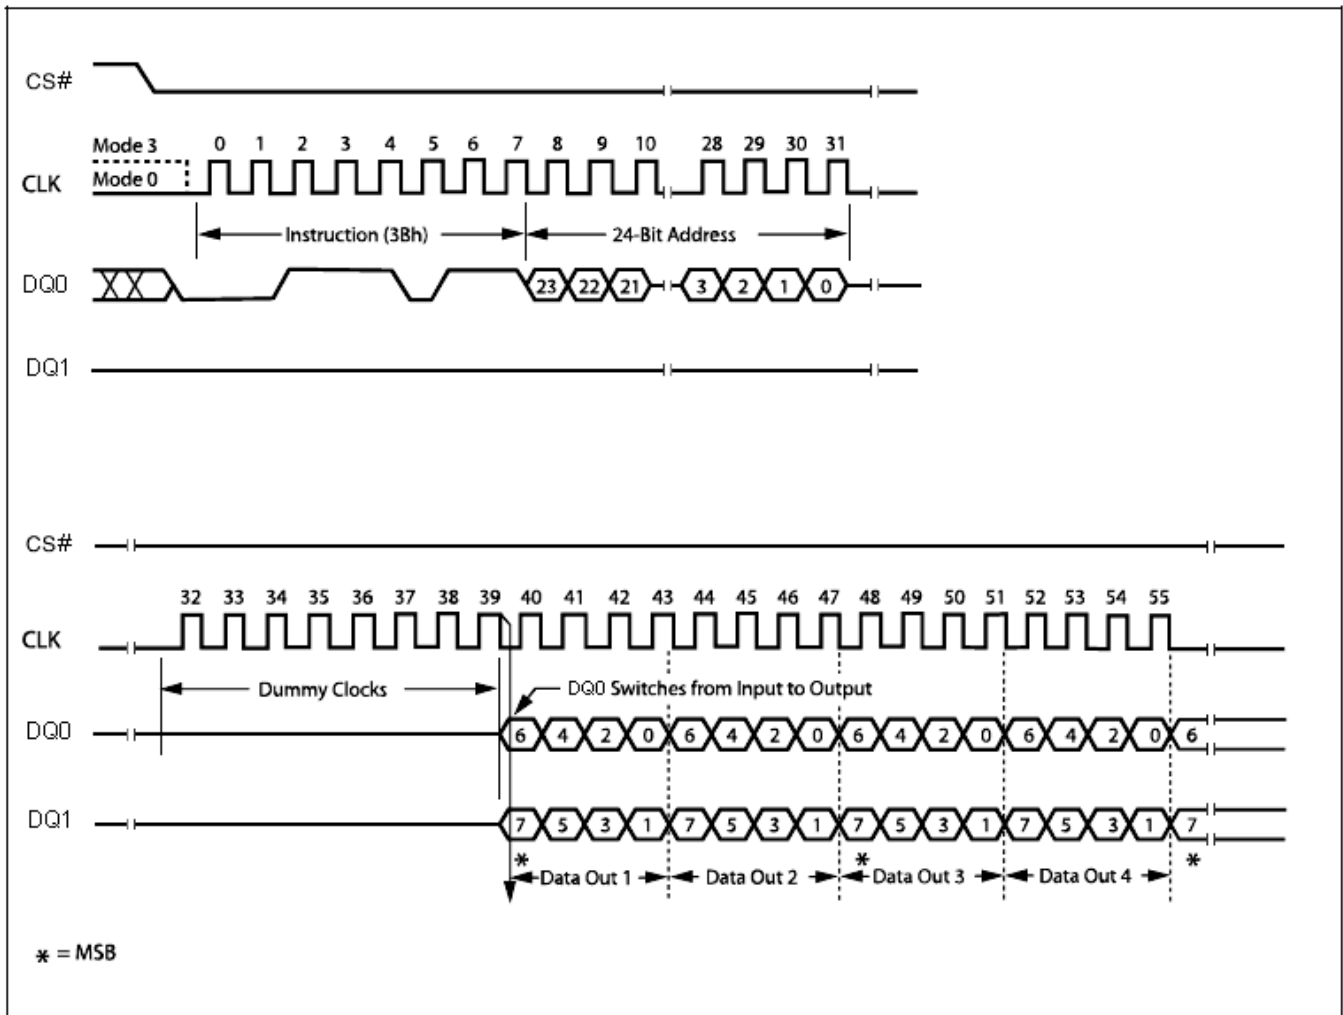 CS#
Mode 3
0 1 2 3 4 5 6 7 8 9 10 28 29 30 31
CLK
Mode 0
Instruction (3Bh) 24-Bit Address
DQ0 23 22 21 3 2 1 0
DQ1
CS#
32 33 34 35 36 37 38 39 40 41 42 43 44 45 46 47 48 49 50 51 52 53 54 55
CLK
Dummy Clocks
DQ0 Switches from Input to Output
DQ0 6 4 2 0 6 4 2 0 6 4 2 0 6 4 2 0 6
DQ1 7 5 3 1 7 5 3 1 7 5 3 1 7 5 3 1 7
* * *
Data Out 1 Data Out 2 Data Out 3 Data Out 4
* = MSB